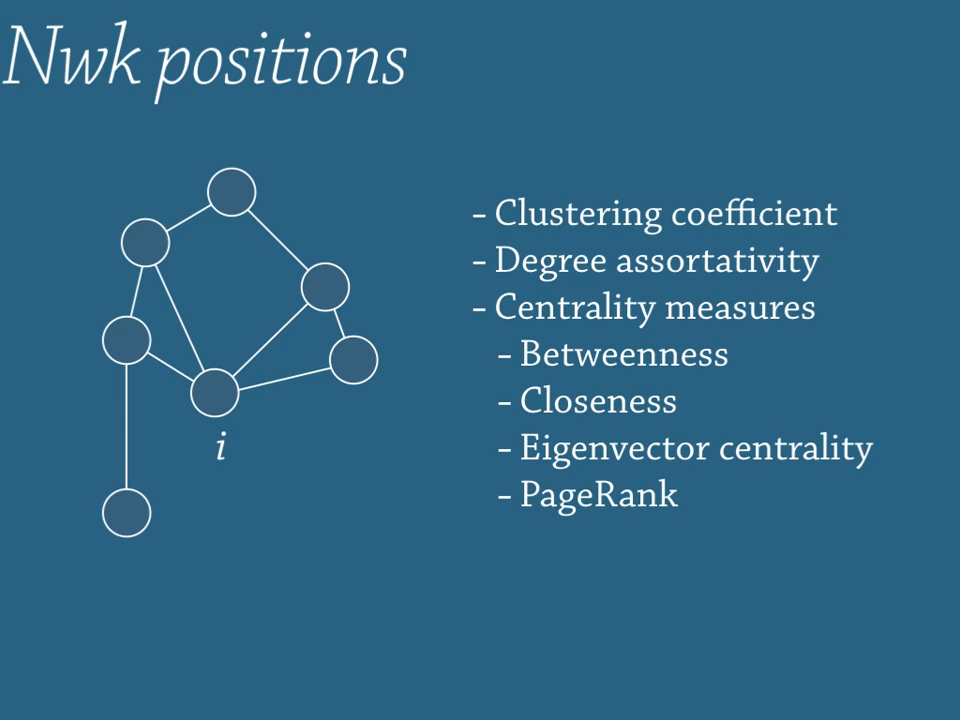 Nwk positions
- Clustering coefficient
- Degree assortativity
- Centrality measures
- Betweenness
- Closeness
- Eigenvector centrality
- PageRank
i